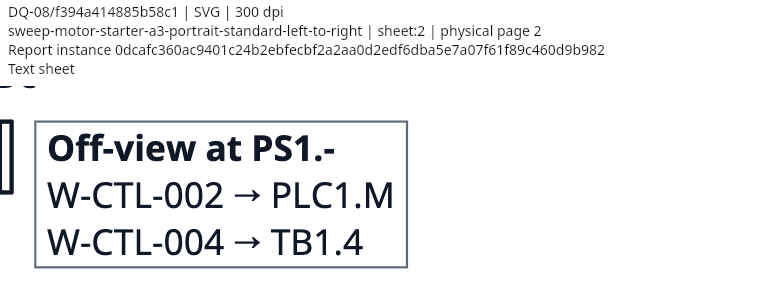 DQ-08/f394a414885b58c1 | SVG | 300 dpi
sweep-motor-starter-a3-portrait-standard-left-to-right | sheet:2 | physical page 2
Report instance 0dcafc360ac9401c24b2ebfecbf2a2aa0d2edf6dba5e7a07f61f89c460d9b982
Text sheet
Off-view at PS1.-
W-CTL-002 → PLC1.M
W-CTL-004 → TB1.4